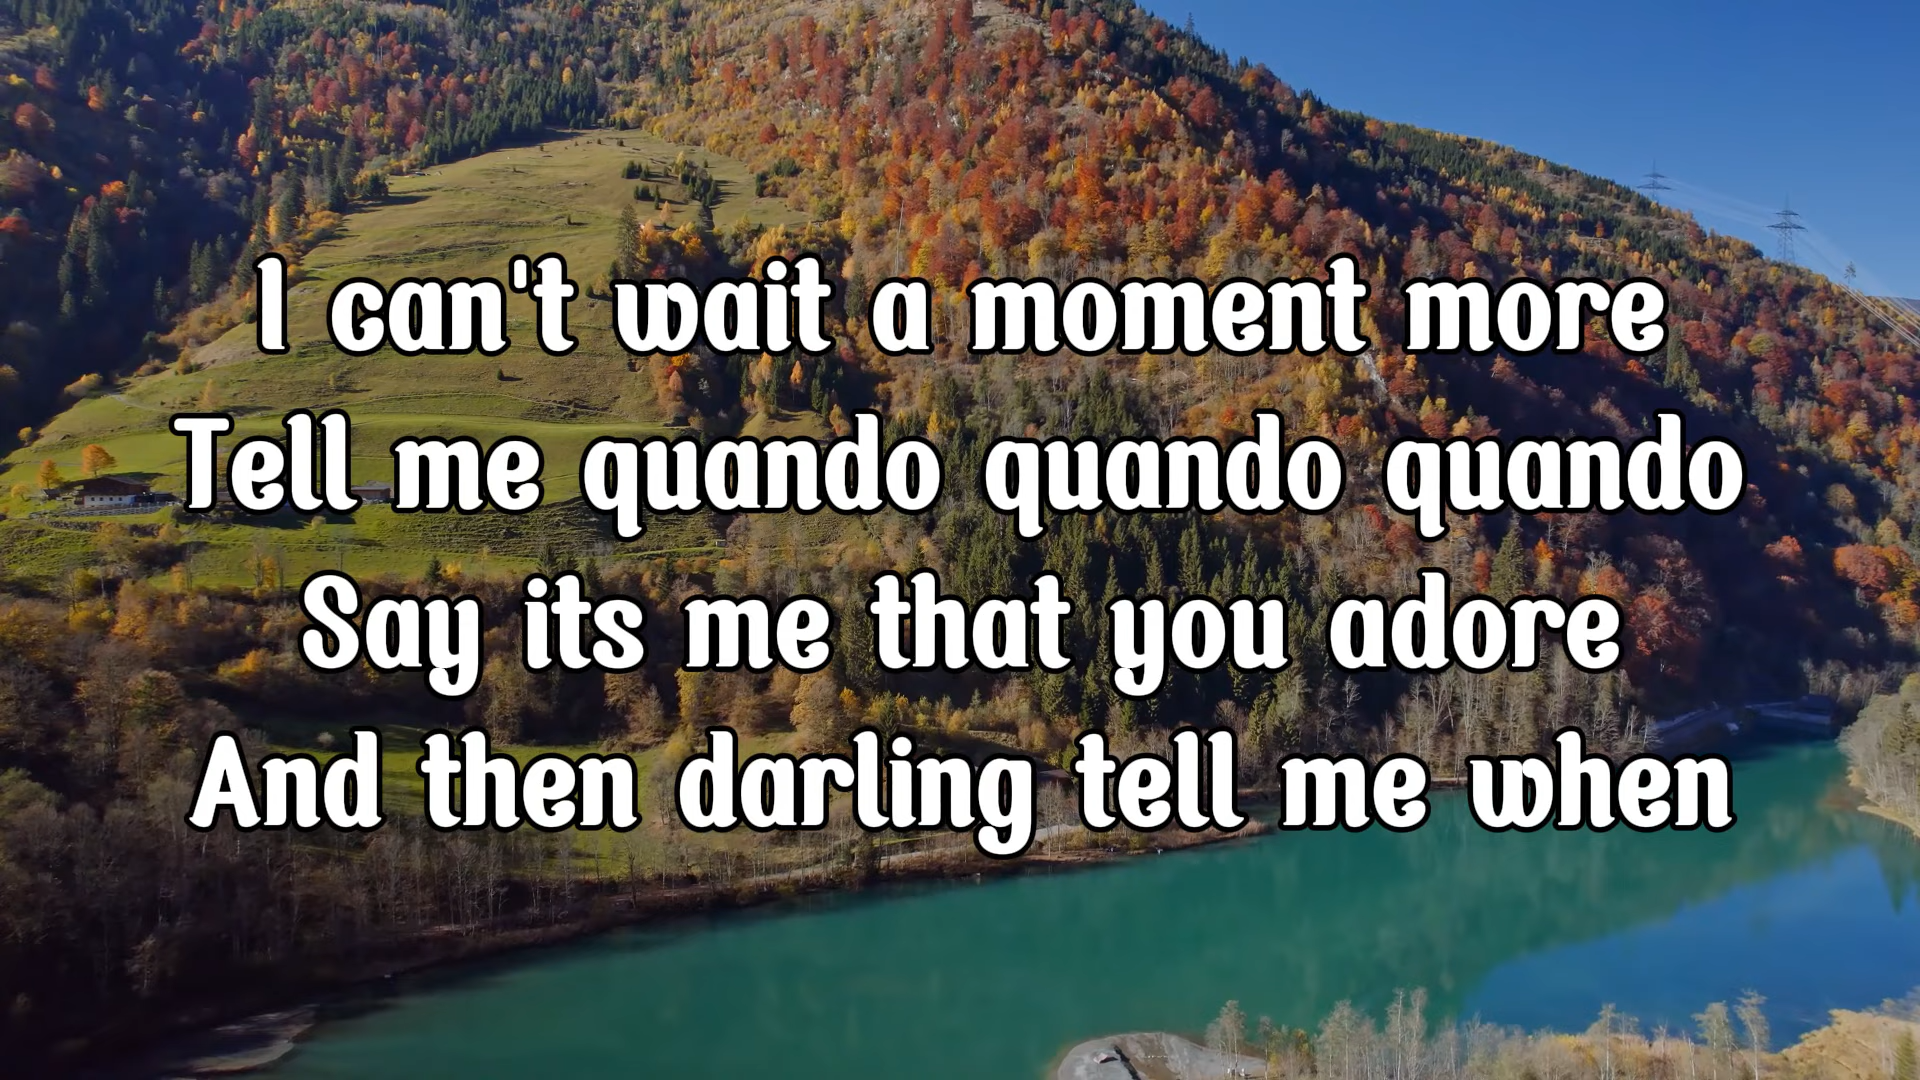 I can't wait a moment more
Tell me quando quando quando
Say its me that you adore
And then darling tell me when